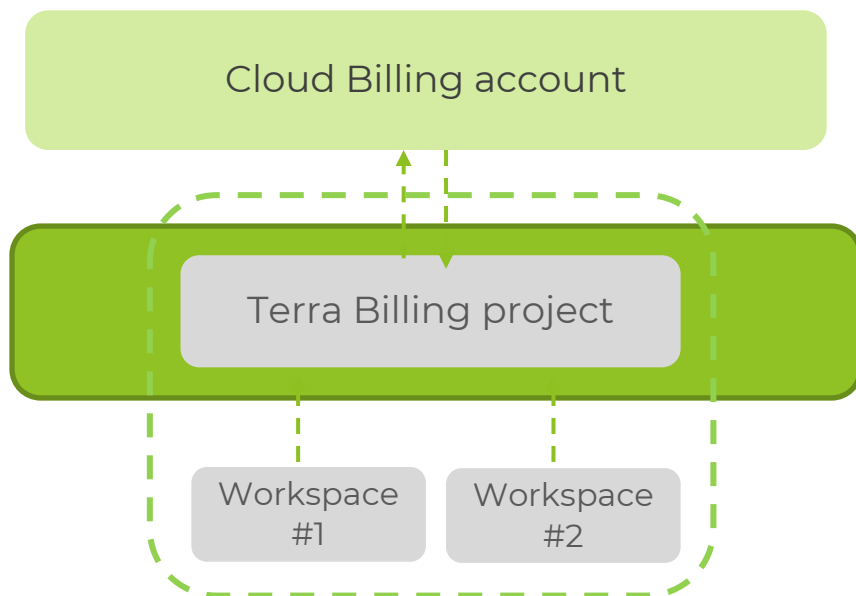 Cloud Billing account
Terra Billing project
Workspace
#1
Workspace
#2